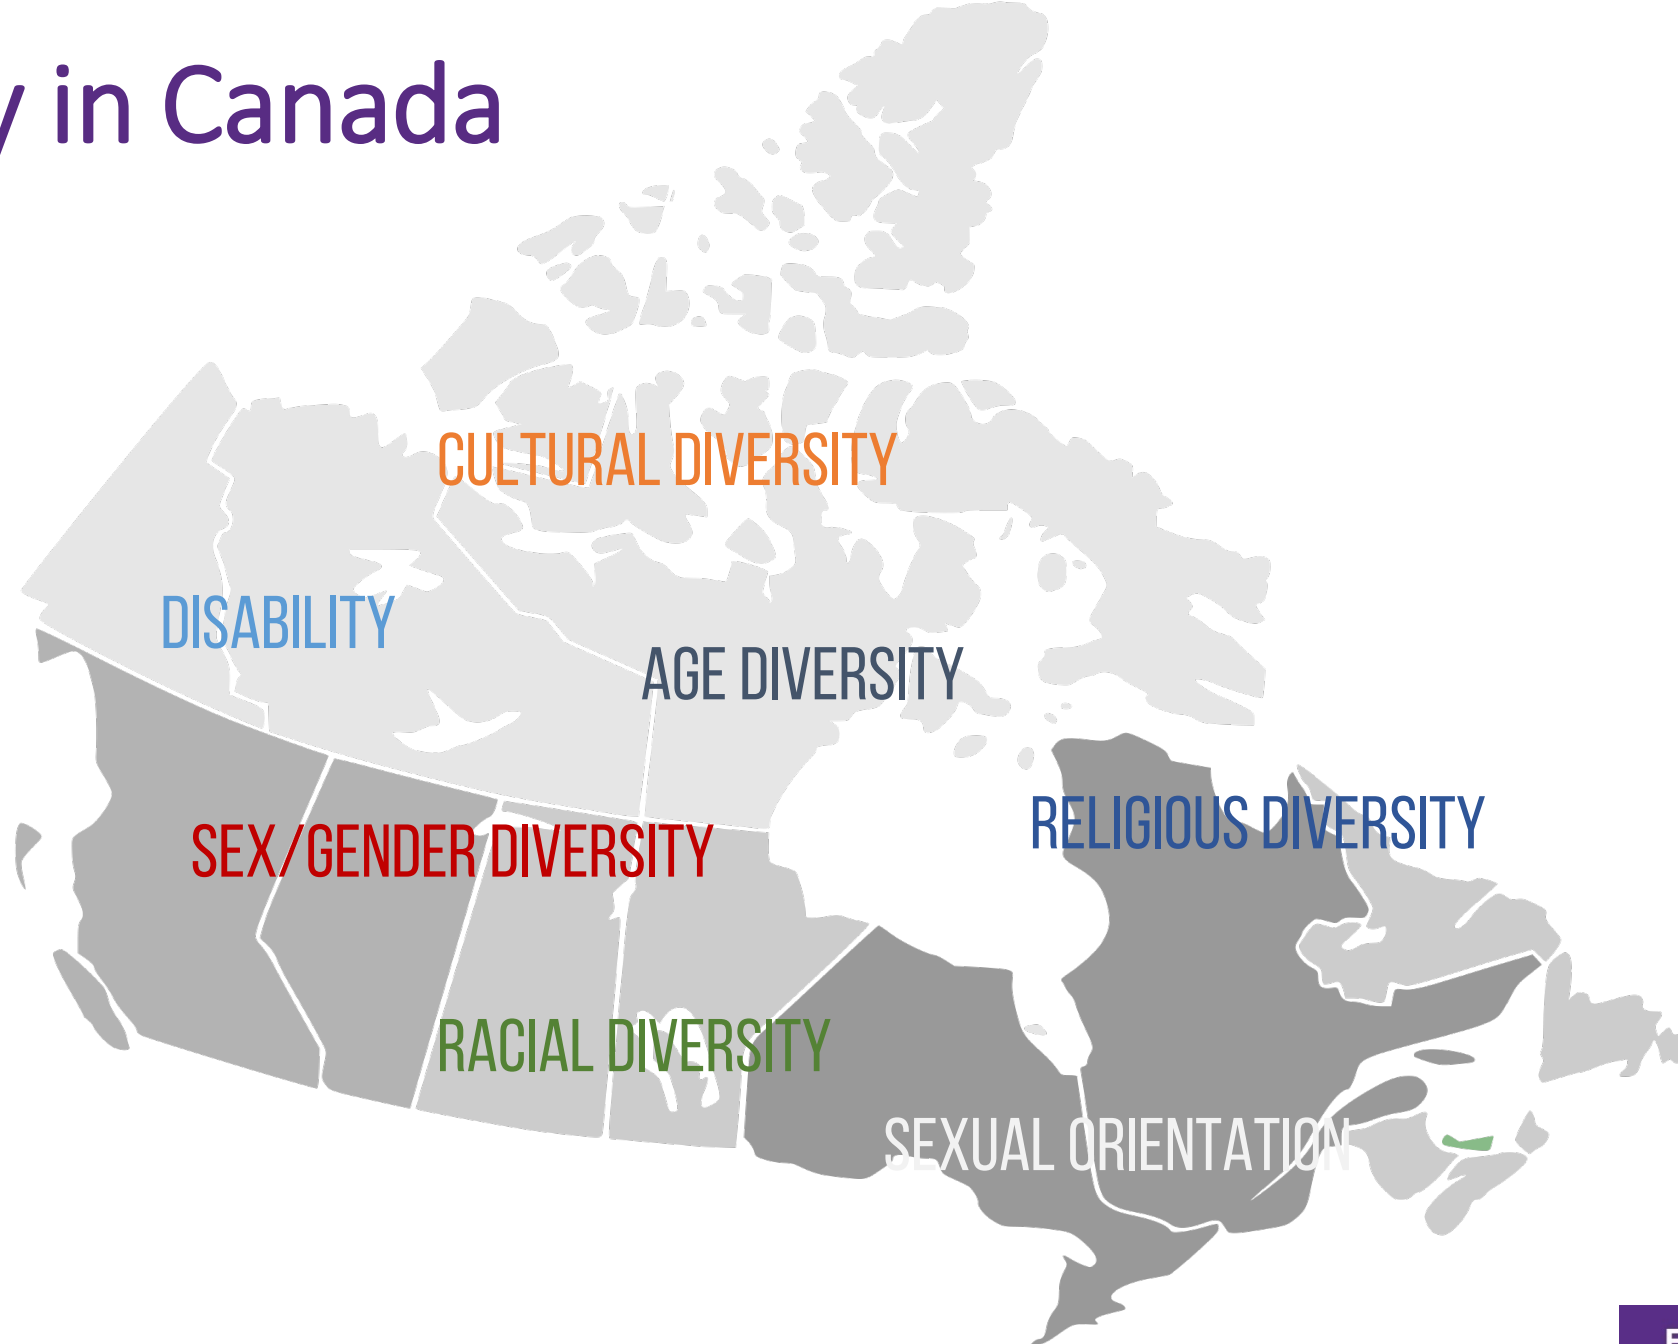 y in Canada
CULTURAL DIVERSITY
DISABILITY
AGE DIVERSITY
RELIGIOUS DIVERSITY
SEX/GENDER DIVERSITY
RACIAL DIVERSITY
SEXUAL ORIENTATION